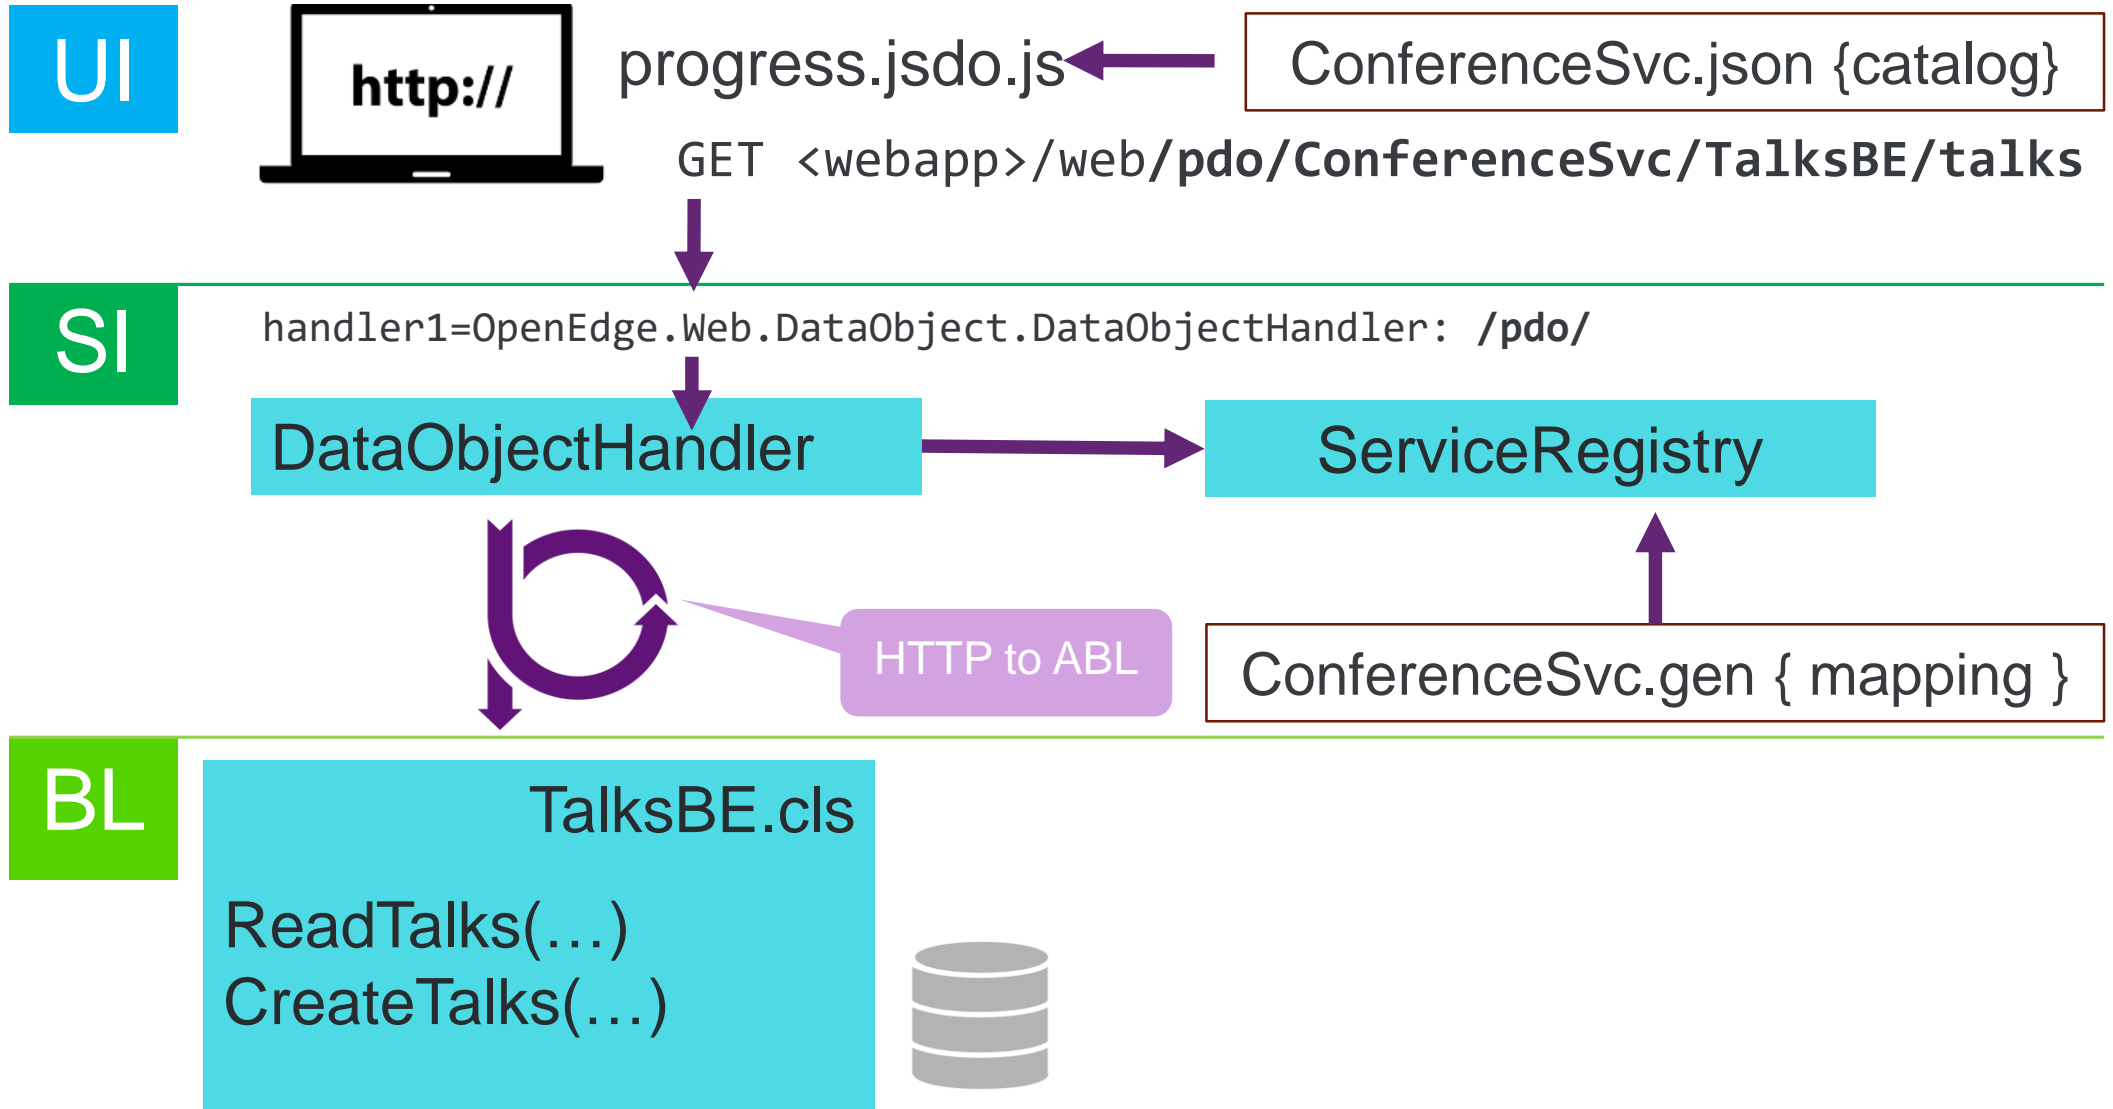 UI
http://
progress.jsdo.js
ConferenceSvc.json {catalog}
GET <webapp>/web/pdo/ConferenceSvc/TalksBE/talks
SI
handler1=OpenEdge.Web.DataObject.DataObjectHandler: /pdo/
DataObjectHandler
ServiceRegistry
HTTP to ABL
ConferenceSvc.gen { mapping }
BL
TalksBE.cls
ReadTalks(…)
CreateTalks(…)